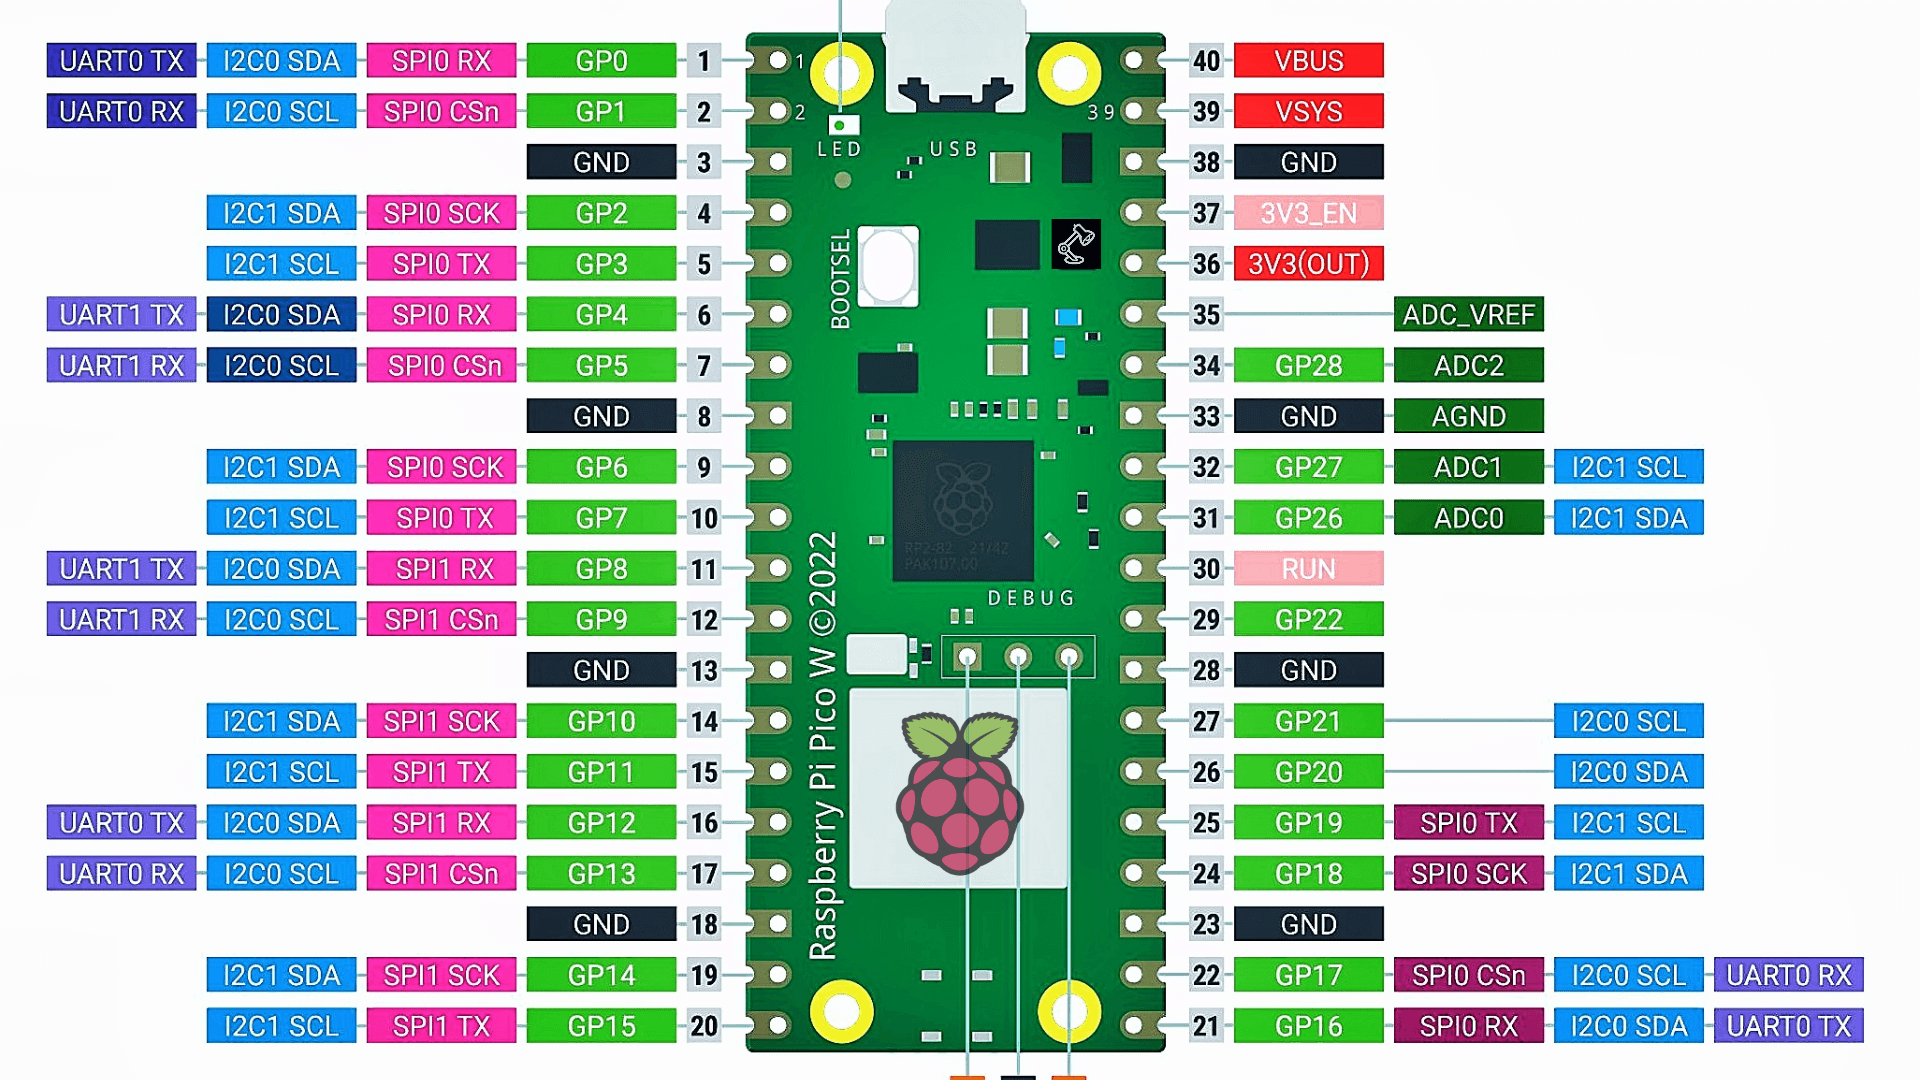 UART0 TX I2C0 SDA SPI0 RX GP0 1 1 40 VBUS
UART0 RX I2C0 SCL SPI0 CSn GP1 2 2 39 39 VSYS
LED USB
GND 3 38 GND
I2C1 SDA SPI0 SCK GP2 4 37 3V3_EN
I2C1 SCL SPI0 TX GP3 5 36 3V3(OUT)
BOOTSEL
UART1 TX I2C0 SDA SPI0 RX GP4 6 35 ADC_VREF
UART1 RX I2C0 SCL SPI0 CSn GP5 7 34 GP28 ADC2
GND 8 33 GND AGND
I2C1 SDA SPI0 SCK GP6 9 32 GP27 ADC1 I2C1 SCL
I2C1 SCL SPI0 TX GP7 10 31 GP26 ADC0 I2C1 SDA
RP2-B2 21/42
UART1 TX I2C0 SDA SPI1 RX GP8 11 30 RUN
DEBUG
UART1 RX I2C0 SCL SPI1 CSn GP9 12 29 GP22
GND 13 28 GND
I2C1 SDA SPI1 SCK GP10 14 27 GP21 I2C0 SCL
I2C1 SCL SPI1 TX GP11 15 26 GP20 I2C0 SDA
Raspberry Pi Pico W ©2022
UART0 TX I2C0 SDA SPI1 RX GP12 16 25 GP19 SPI0 TX I2C1 SCL
UART0 RX I2C0 SCL SPI1 CSn GP13 17 24 GP18 SPI0 SCK I2C1 SDA
GND 18 23 GND
I2C1 SDA SPI1 SCK GP14 19 22 GP17 SPI0 CSn I2C0 SCL UART0 RX
I2C1 SCL SPI1 TX GP15 20 21 GP16 SPI0 RX I2C0 SDA UART0 TX